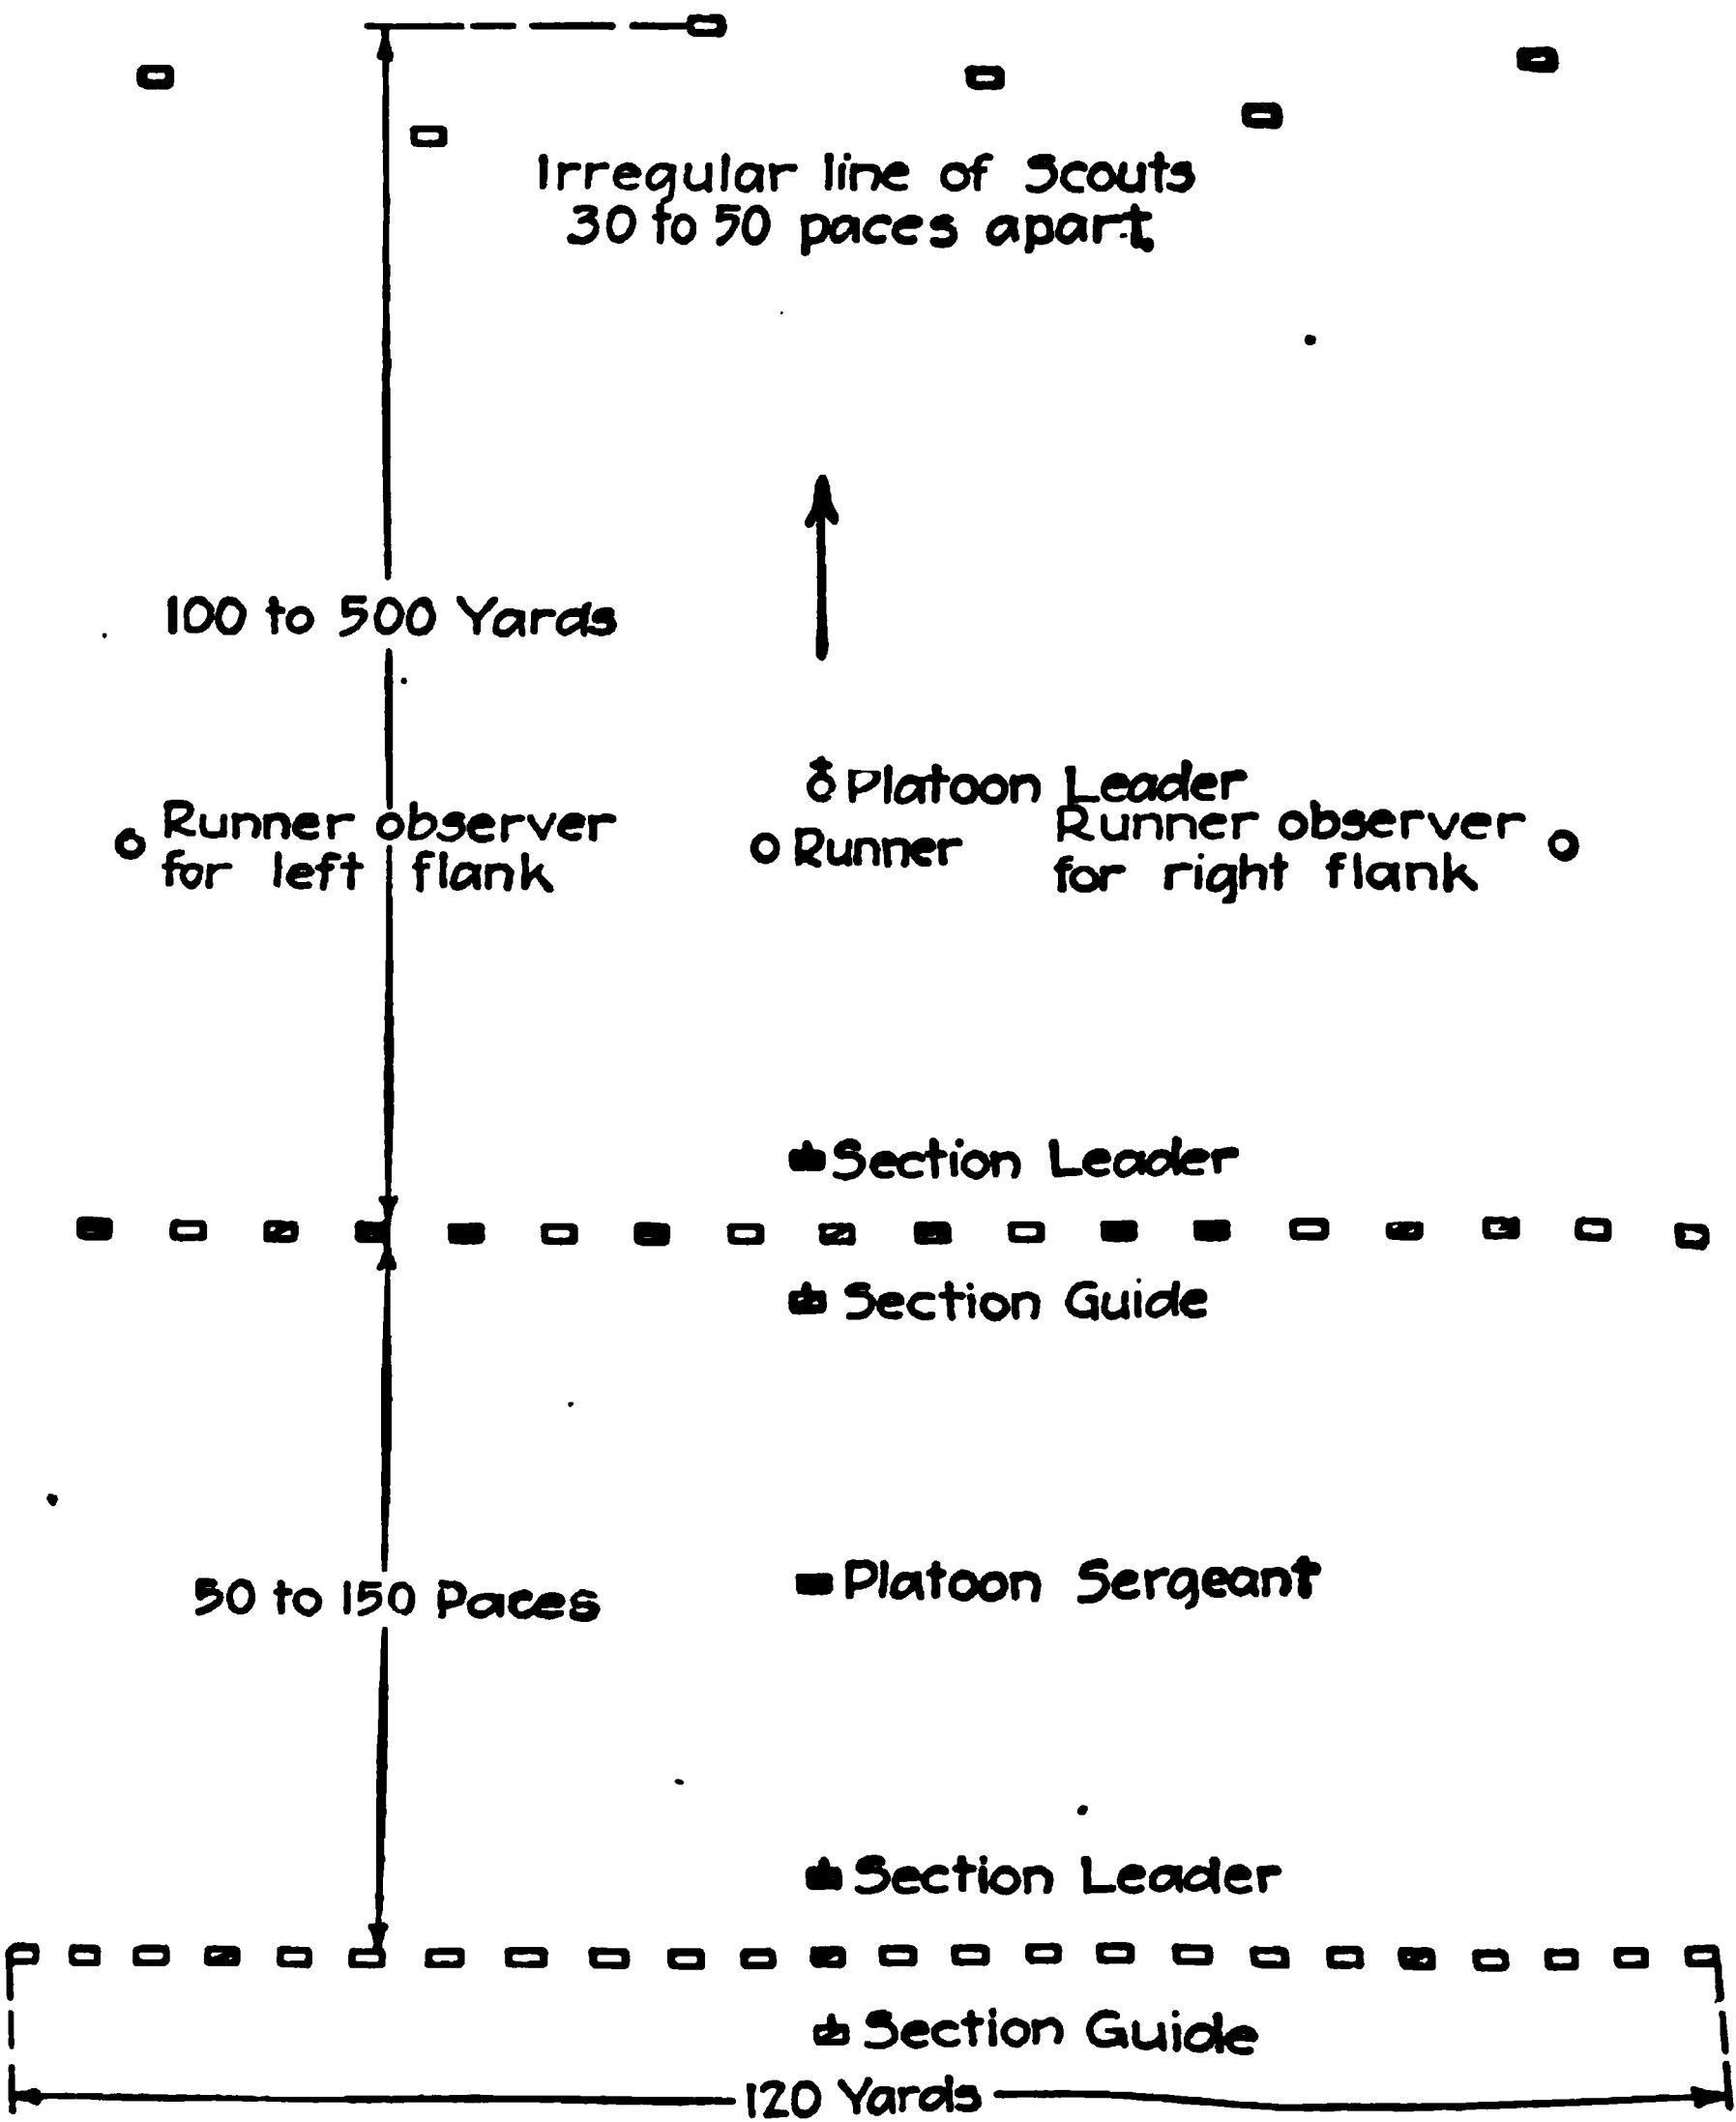 Irregular line of Scouts
30 to 50 paces apart.
100 to 500 Yards
Platoon Leader
Runner observer
for left flank
Runner
Runner observer
for right flank
Section Leader
Section Guide
50 to 150 Paces
Platoon Sergeant
Section Leader
Section Guide
120 Yards